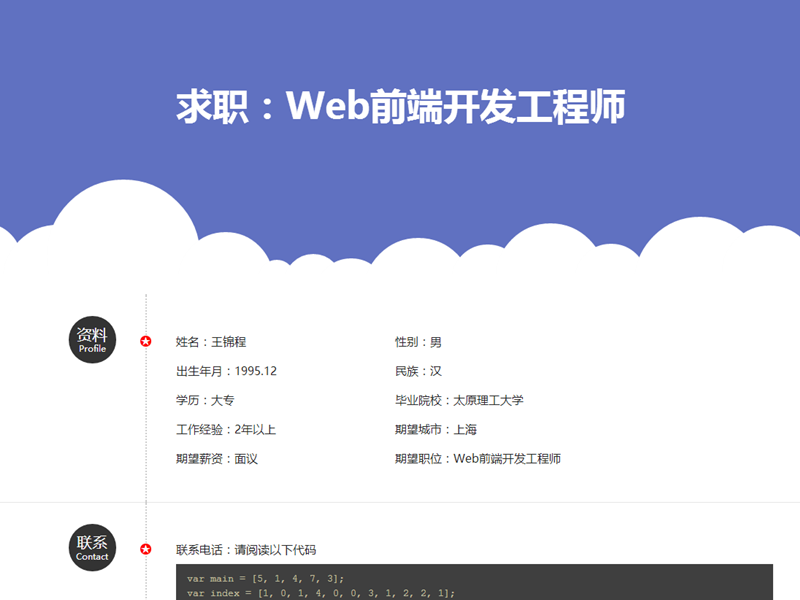 求职：Web前端开发工程师
资料
Profile
姓名：王锦程
性别：男
出生年月：1995.12
民族：汉
学历：大专
毕业院校：太原理工大学
工作经验：2年以上
期望城市：上海
期望薪资：面议
期望职位：Web前端开发工程师
联系
Contact
联系电话：请阅读以下代码
var main = [5, 1, 4, 7, 3];
var index = [1, 0, 1, 4, 0, 0, 3, 1, 2, 2, 1];